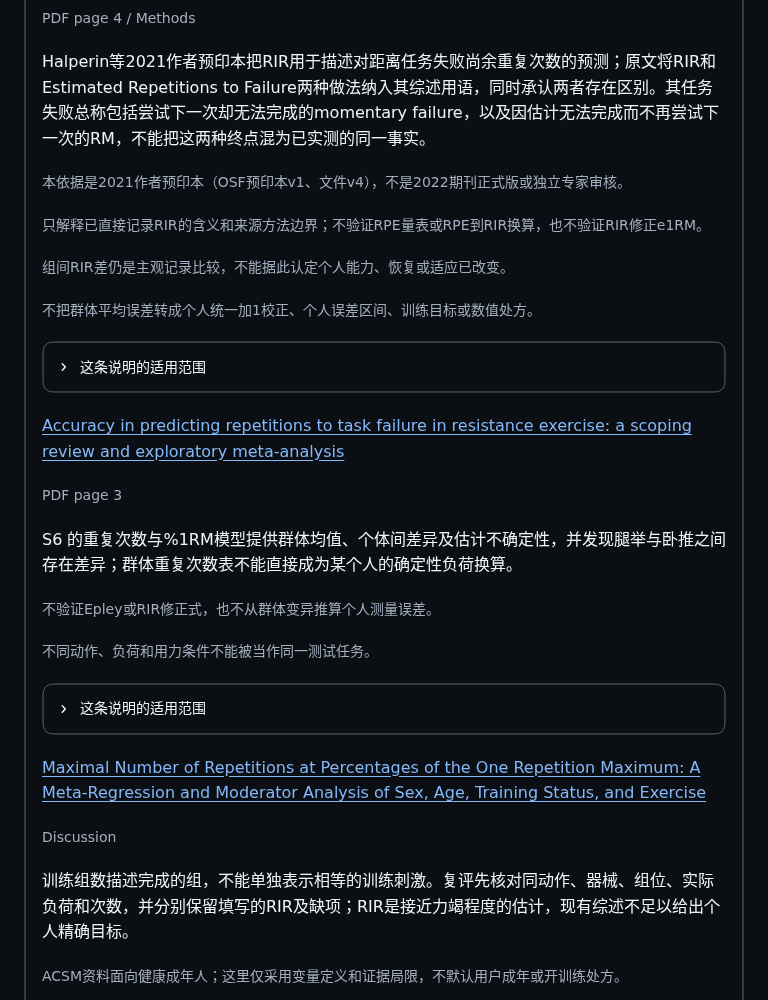 PDF page 4 / Methods
Halperin等2021作者预印本把RIR用于描述对距离任务失败尚余重复次数的预测；原文将RIR和
Estimated Repetitions to Failure两种做法纳入其综述用语，同时承认两者存在区别。其任务
失败总称包括尝试下一次却无法完成的momentary failure，以及因估计无法完成而不再尝试下
一次的RM，不能把这两种终点混为已实测的同一事实。
本依据是2021作者预印本（OSF预印本v1、文件v4），不是2022期刊正式版或独立专家审核。
只解释已直接记录RIR的含义和来源方法边界；不验证RPE量表或RPE到RIR换算，也不验证RIR修正e1RM。
组间RIR差仍是主观记录比较，不能据此认定个人能力、恢复或适应已改变。
不把群体平均误差转成个人统一加1校正、个人误差区间、训练目标或数值处方。
这条说明的适用范围
Accuracy in predicting repetitions to task failure in resistance exercise: a scoping
review and exploratory meta-analysis
PDF page 3
S6 的重复次数与%1RM模型提供群体均值、个体间差异及估计不确定性，并发现腿举与卧推之间
存在差异；群体重复次数表不能直接成为某个人的确定性负荷换算。
不验证Epley或RIR修正式，也不从群体变异推算个人测量误差。
不同动作、负荷和用力条件不能被当作同一测试任务。
这条说明的适用范围
Maximal Number of Repetitions at Percentages of the One Repetition Maximum: A
Meta-Regression and Moderator Analysis of Sex, Age, Training Status, and Exercise
Discussion
训练组数描述完成的组，不能单独表示相等的训练刺激。复评先核对同动作、器械、组位、实际
负荷和次数，并分别保留填写的RIR及缺项；RIR是接近力竭程度的估计，现有综述不足以给出个
人精确目标。
ACSM资料面向健康成年人；这里仅采用变量定义和证据局限，不默认用户成年或开训练处方。